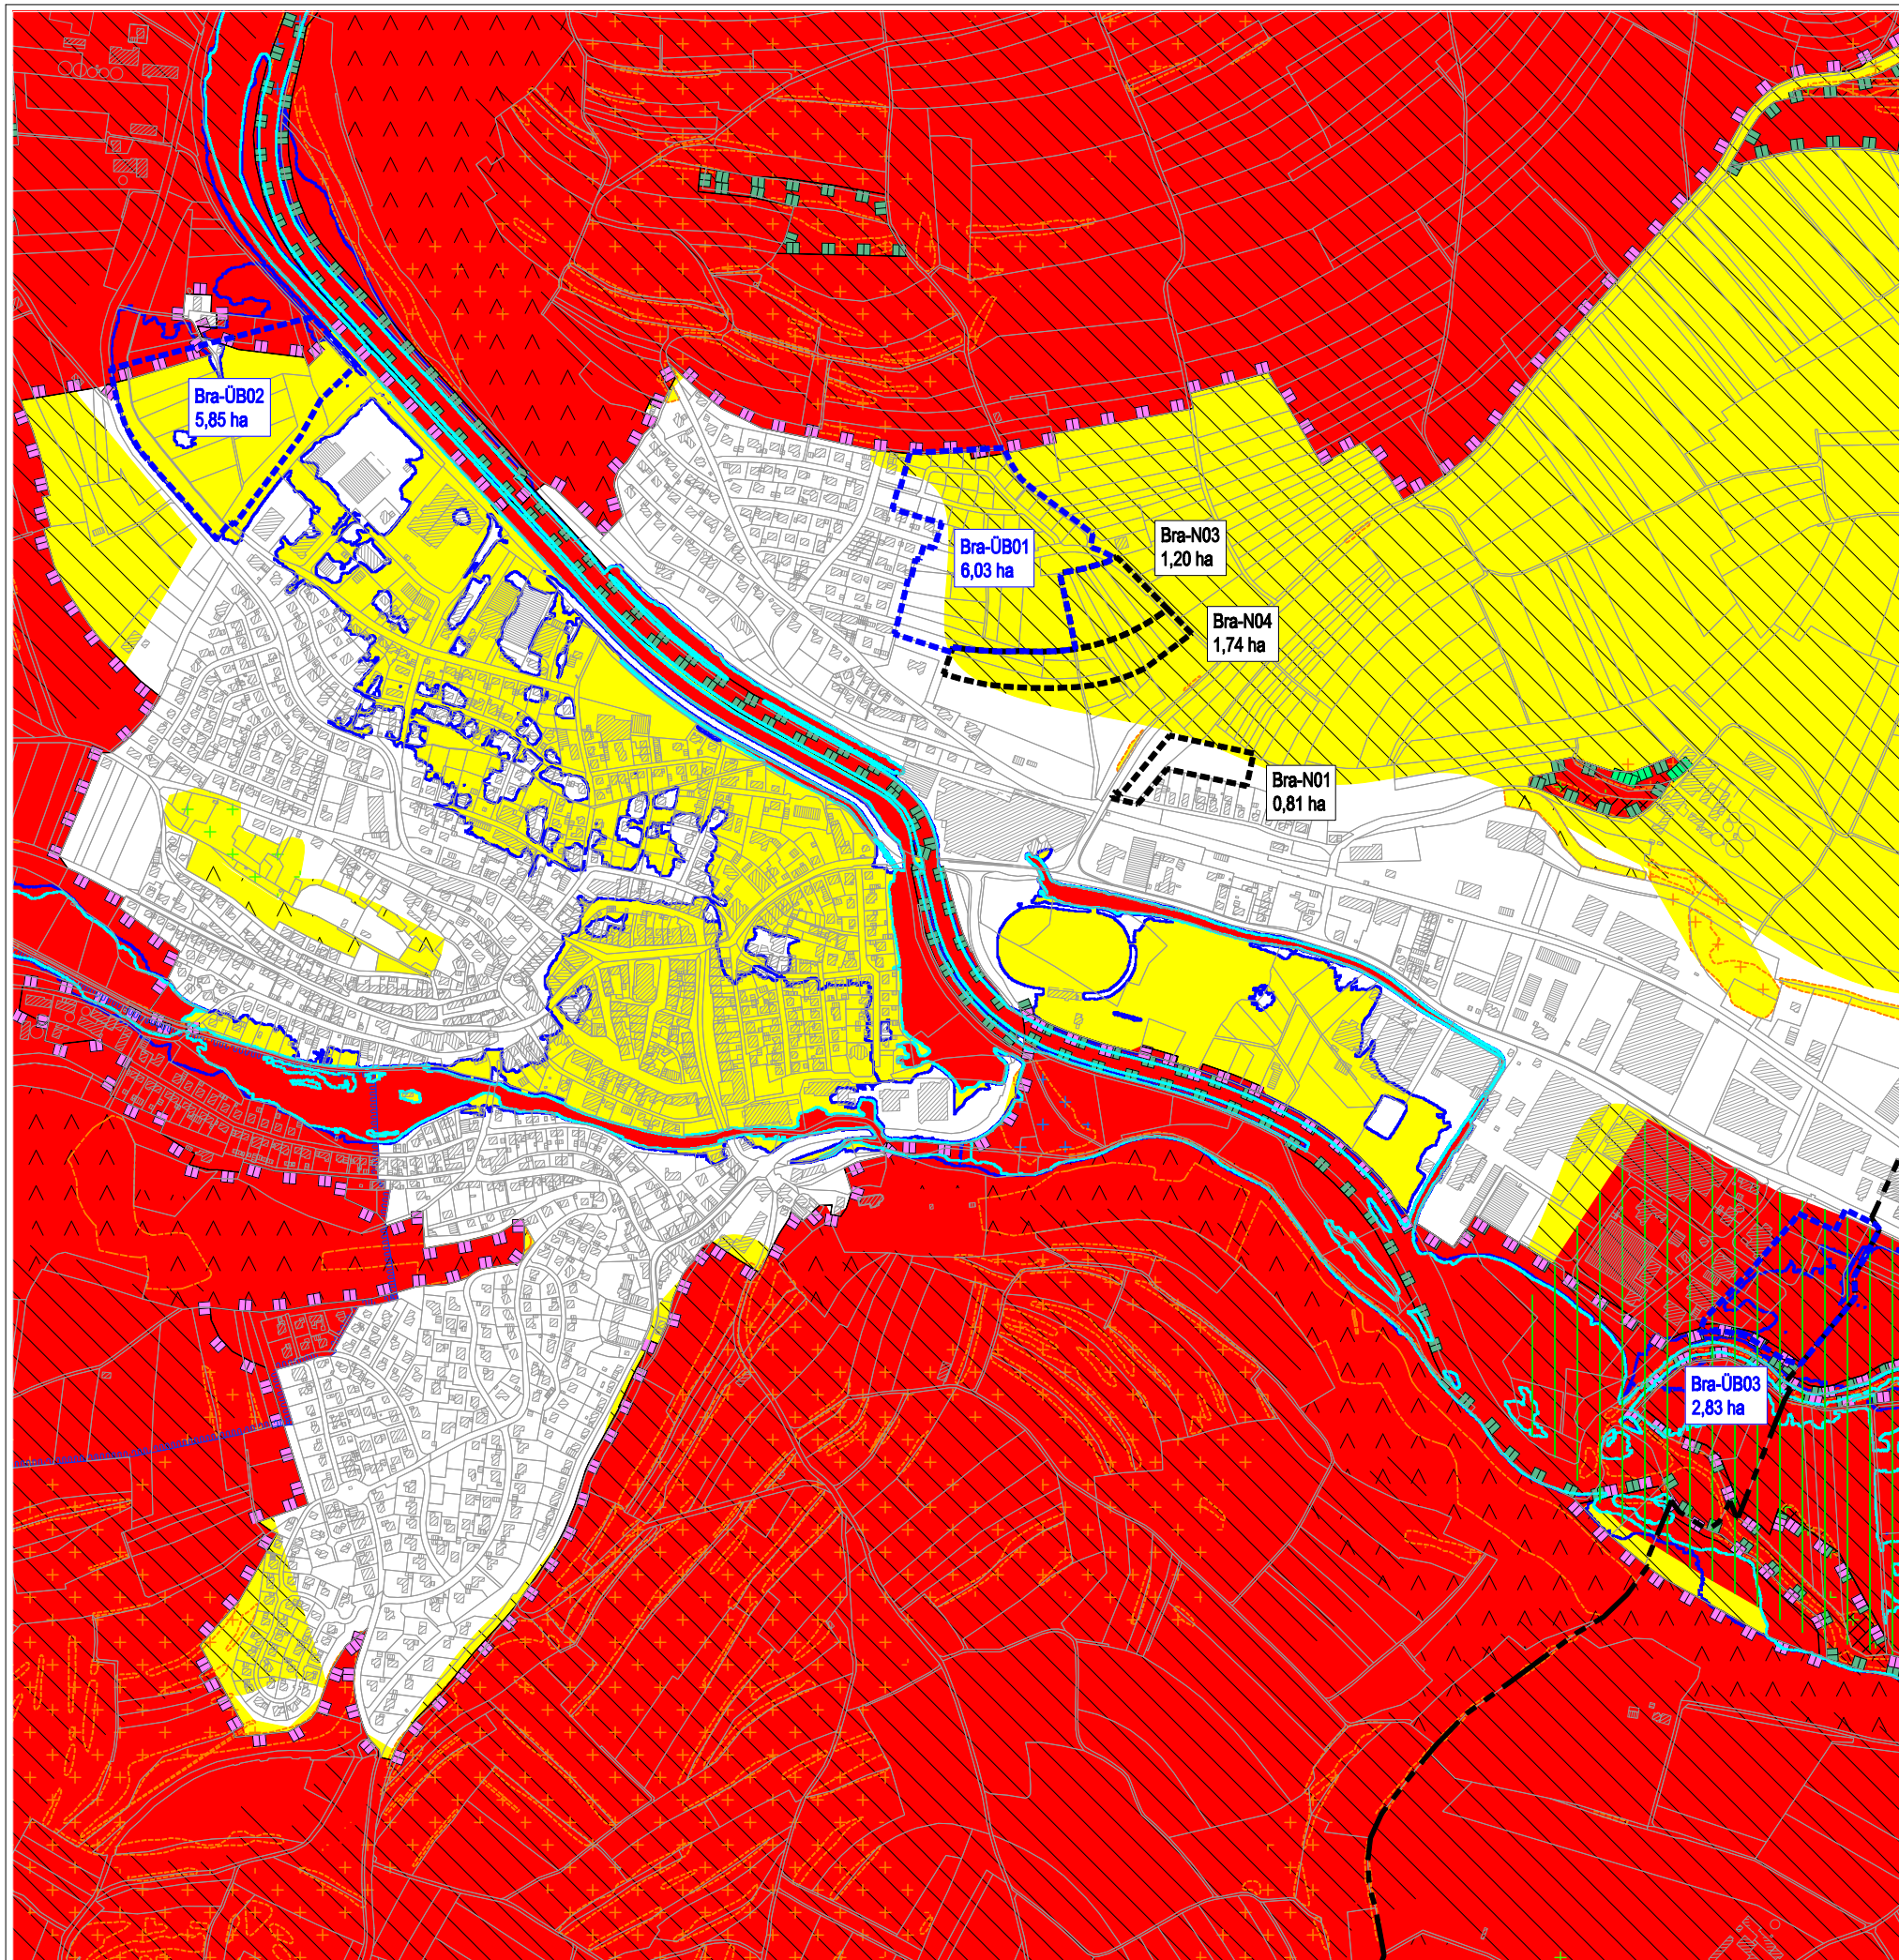 Bra-ÜB02
5,85 ha
Bra-ÜB01
6,03 ha
Bra-N03
1,20 ha
Bra-N04
1,74 ha
Bra-N01
0,81 ha
Bra-ÜB03
2,83 ha